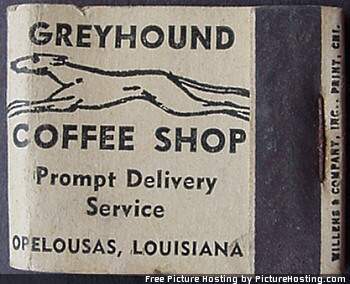 GREYHOUND
COFFEE SHOP
Prompt Delivery
Service
OPELOUSAS, LOUISIANA
WILLENS & COMPANY, INC. PRINT, CHI.
Free Picture Hosting by PictureHosting.com